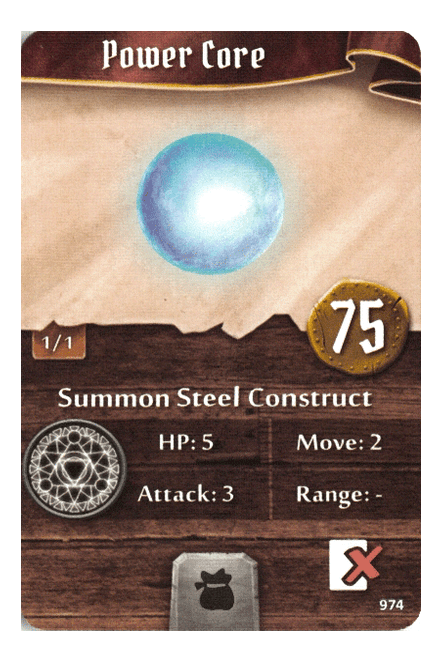 Power Core
75
1/1
Summon Steel Construct
HP: 5
Move: 2
Attack: 3
Range: -
974